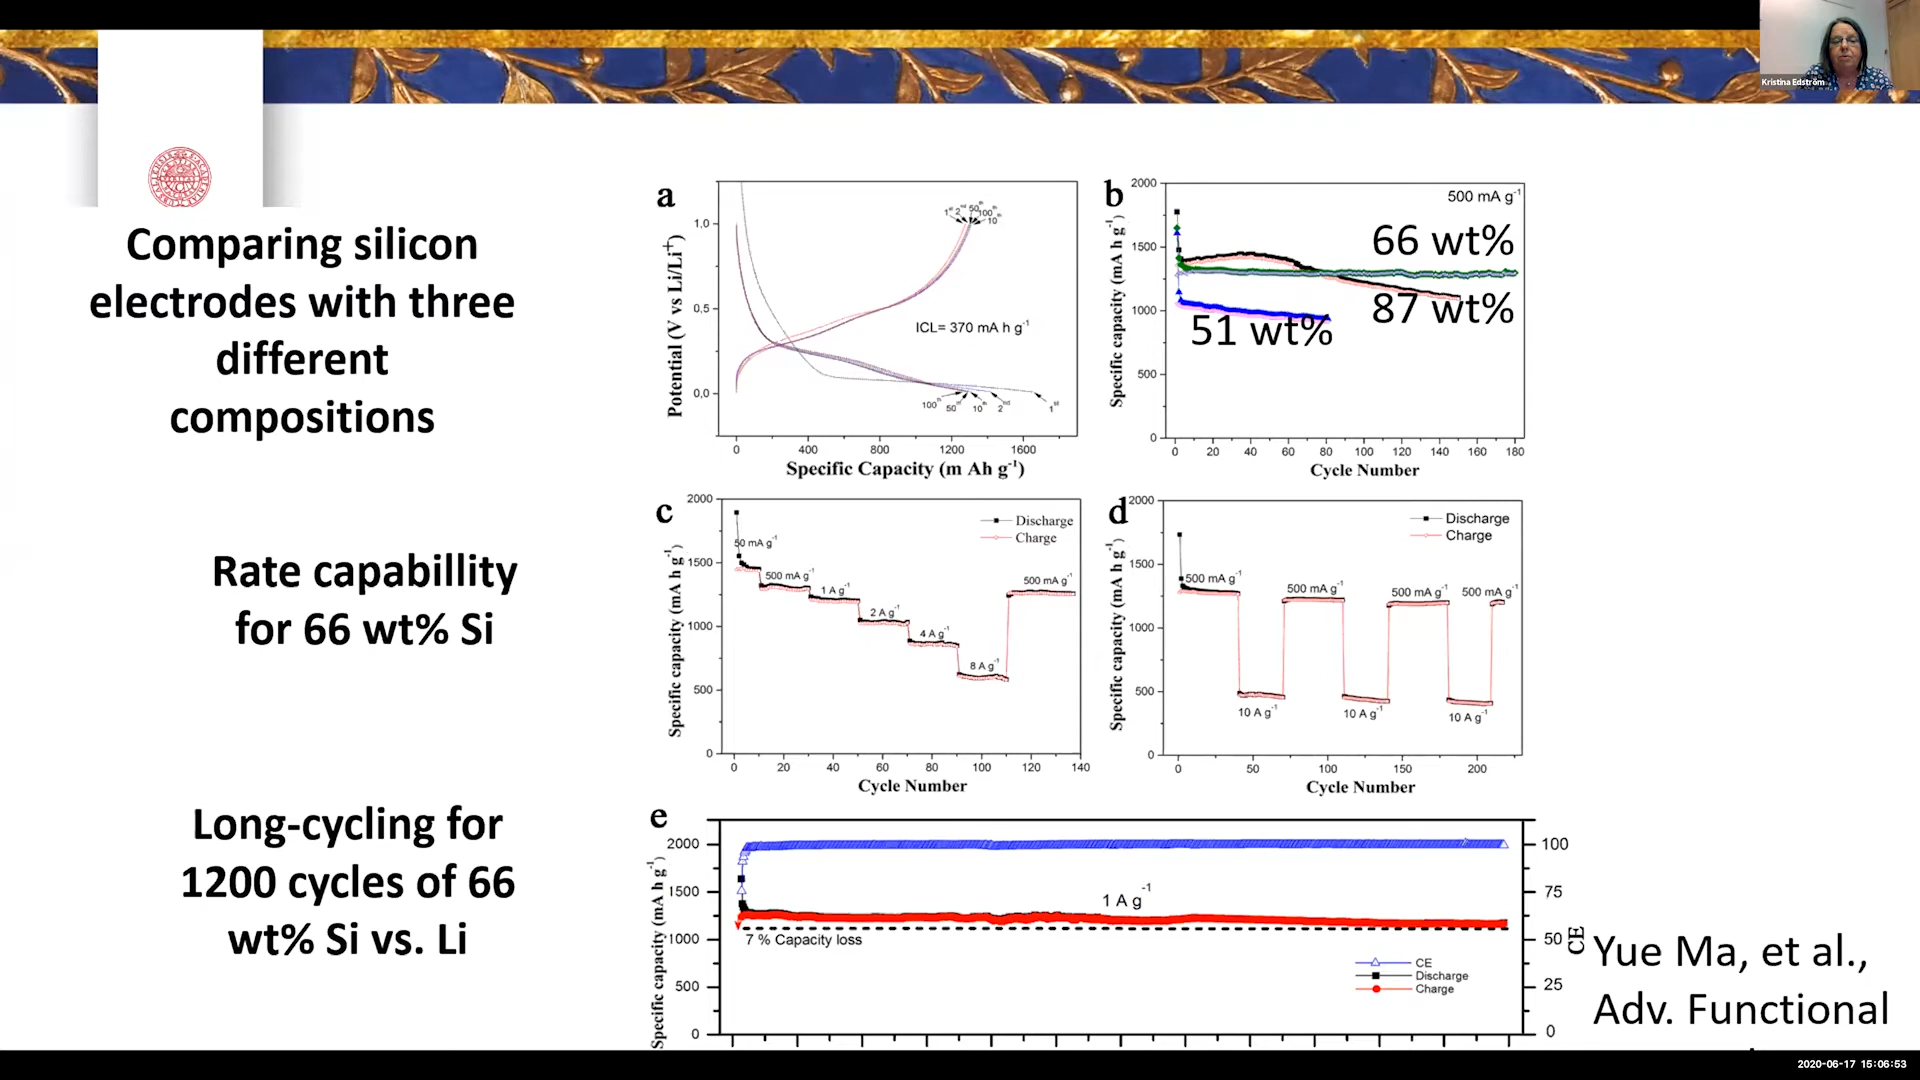 Kristina Edström
Comparing silicon
electrodes with three
different
compositions
Rate capabillity
for 66 wt% Si
Long-cycling for
1200 cycles of 66
wt% Si vs. Li
a
1,0
0,5
0,0
Potential (V vs Li/Li+)
1st 2nd 50th
100th
10th
ICL= 370 mA h g-1
100th 50th 10th 2nd 1st
0 400 800 1200 1600
Specific Capacity (m Ah g-1)
b
2000
1500
1000
500
0
Specific capacity (mA h g-1)
500 mA g-1
66 wt%
87 wt%
51 wt%
0 20 40 60 80 100 120 140 160 180
Cycle Number
c
2000
1500
1000
500
0
Specific capacity (mA h g-1)
Discharge
Charge
50 mA g-1
500 mA g-1
1 A g-1
2 A g-1
4 A g-1
8 A g-1
500 mA g-1
0 20 40 60 80 100 120 140
Cycle Number
d
2000
1500
1000
500
0
Specific capacity (mA h g-1)
Discharge
Charge
500 mA g-1
500 mA g-1
500 mA g-1
500 mA g-1
10 A g-1
10 A g-1
10 A g-1
0 50 100 150 200
Cycle Number
e
2000
1500
1000
500
0
Specific capacity (mA h g-1)
1 A g-1
7 % Capacity loss
CE
Discharge
Charge
100
75
50
25
0
CE
Yue Ma, et al.,
Adv. Functional
2020-06-17 15:06:53